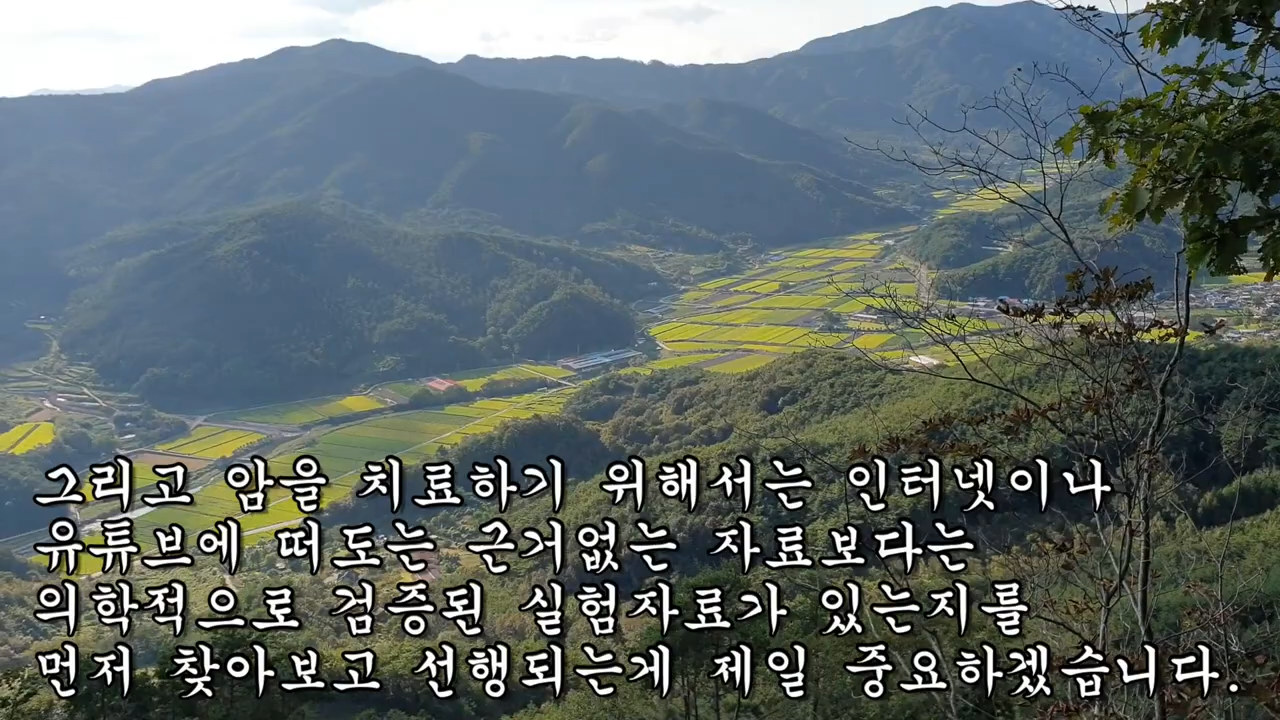 그리고 암을 치료하기 위해서는 인터넷이나
유튜브에 떠도는 근거없는 자료보다는
의학적으로 검증된 실험자료가 있는지를
먼저 찾아보고 선행되는게 제일 중요하겠습니다.